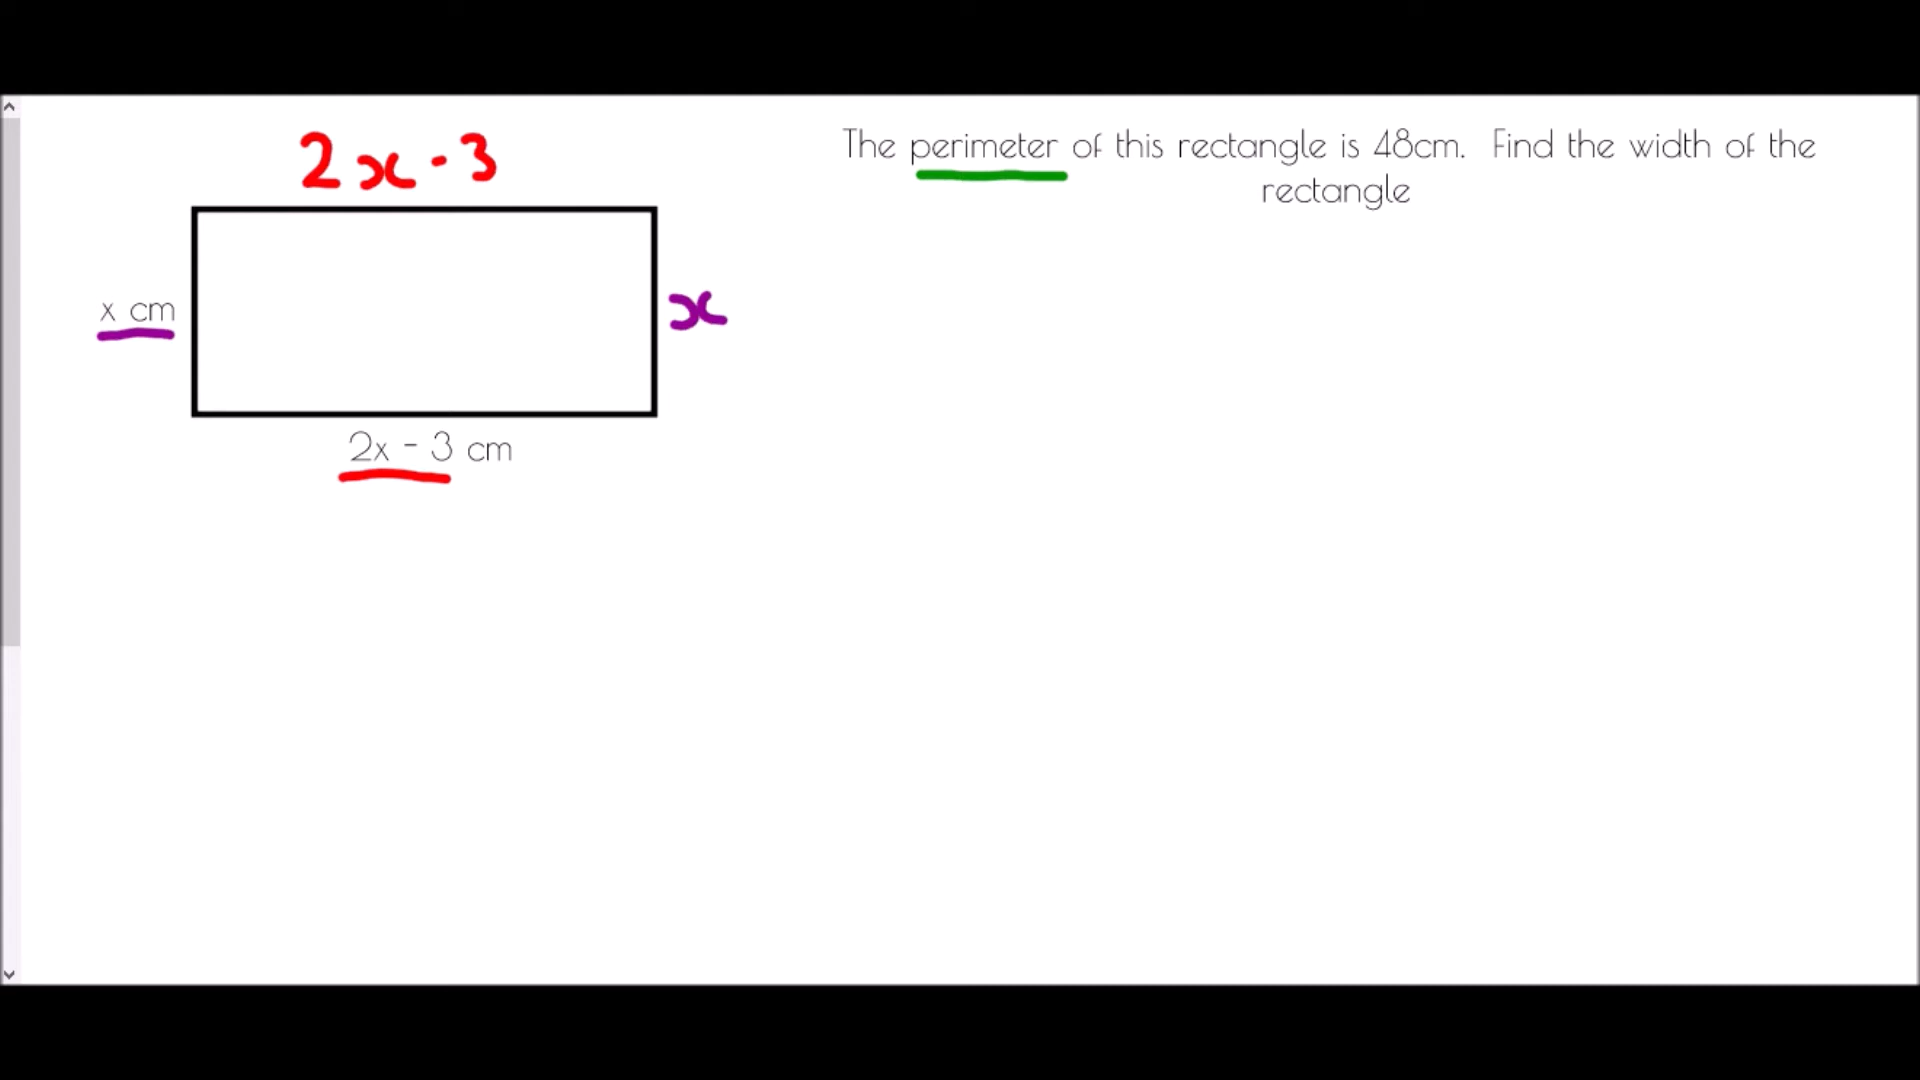 2x - 3
The perimeter of this rectangle is 48cm. Find the width of the
rectangle
x cm
x
2x - 3 cm